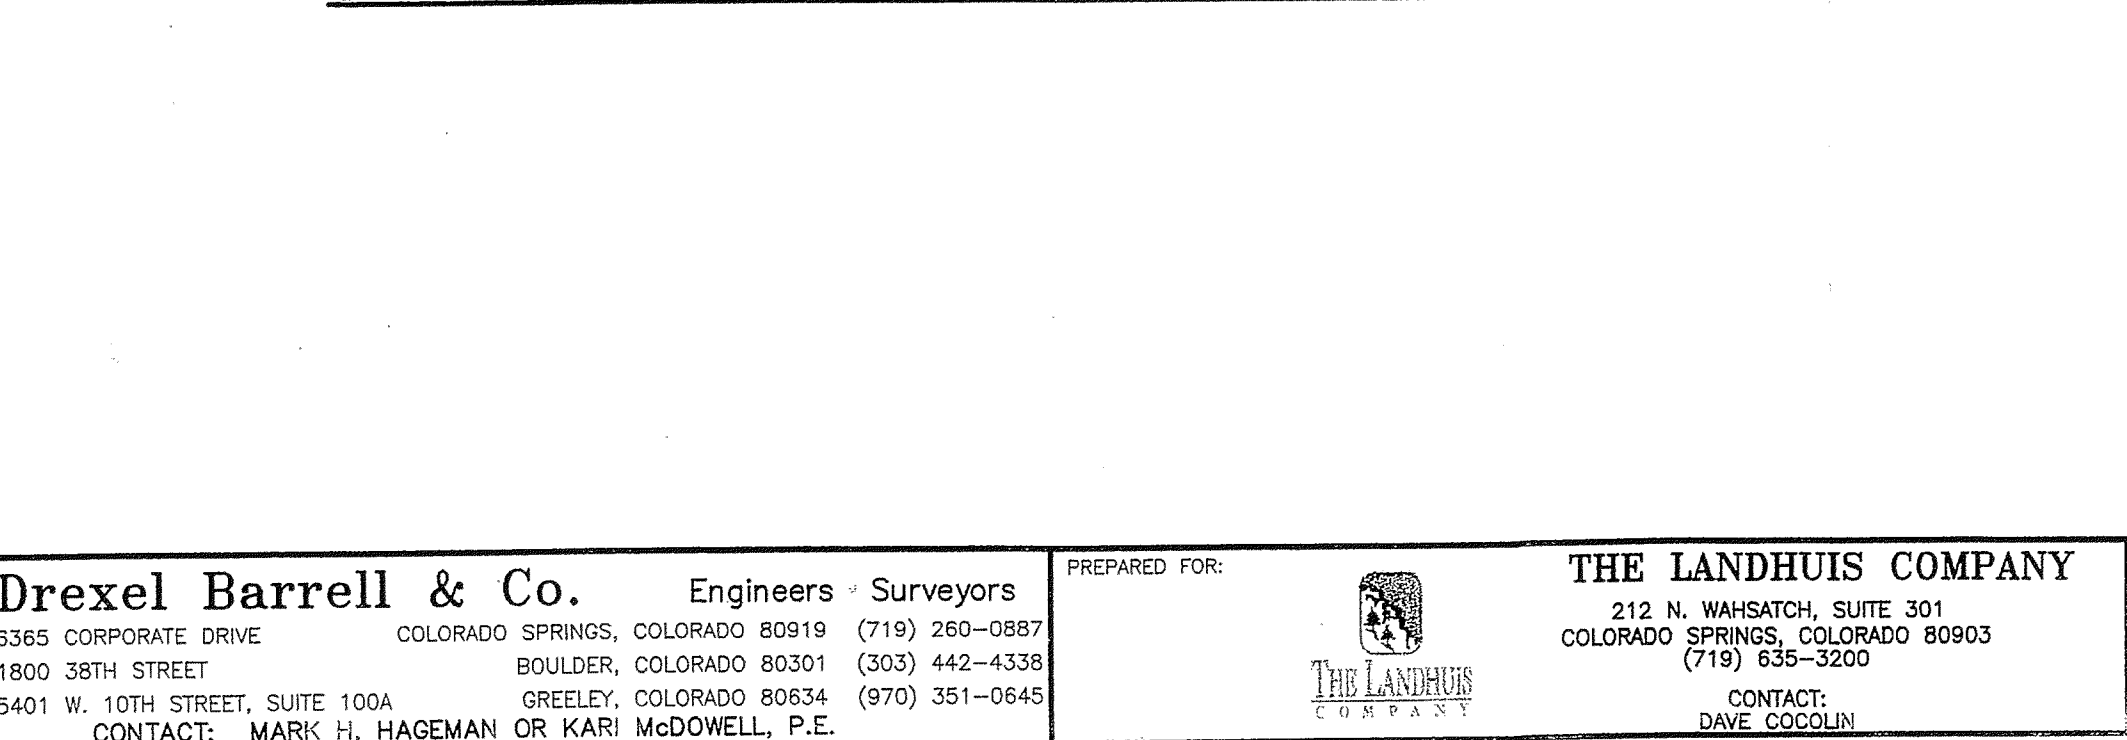 Drexel Barrell & Co. Engineers Surveyors
CORPORATE DRIVE COLORADO SPRINGS, COLORADO 80919 (719) 260-0887
1800 38TH STREET BOULDER, COLORADO 80301 (303) 442-4338
5401 W. 10TH STREET, SUITE 100A GREELEY, COLORADO 80634 (970) 351-0645
CONTACT: MARK H. HAGEMAN OR KARI McDOWELL, P.E.
PREPARED FOR:
THE LANDHUIS
COMPANY
THE LANDHUIS COMPANY
212 N. WAHSATCH, SUITE 301
COLORADO SPRINGS, COLORADO 80903
(719) 635-3200
CONTACT:
DAVE COCOLIN